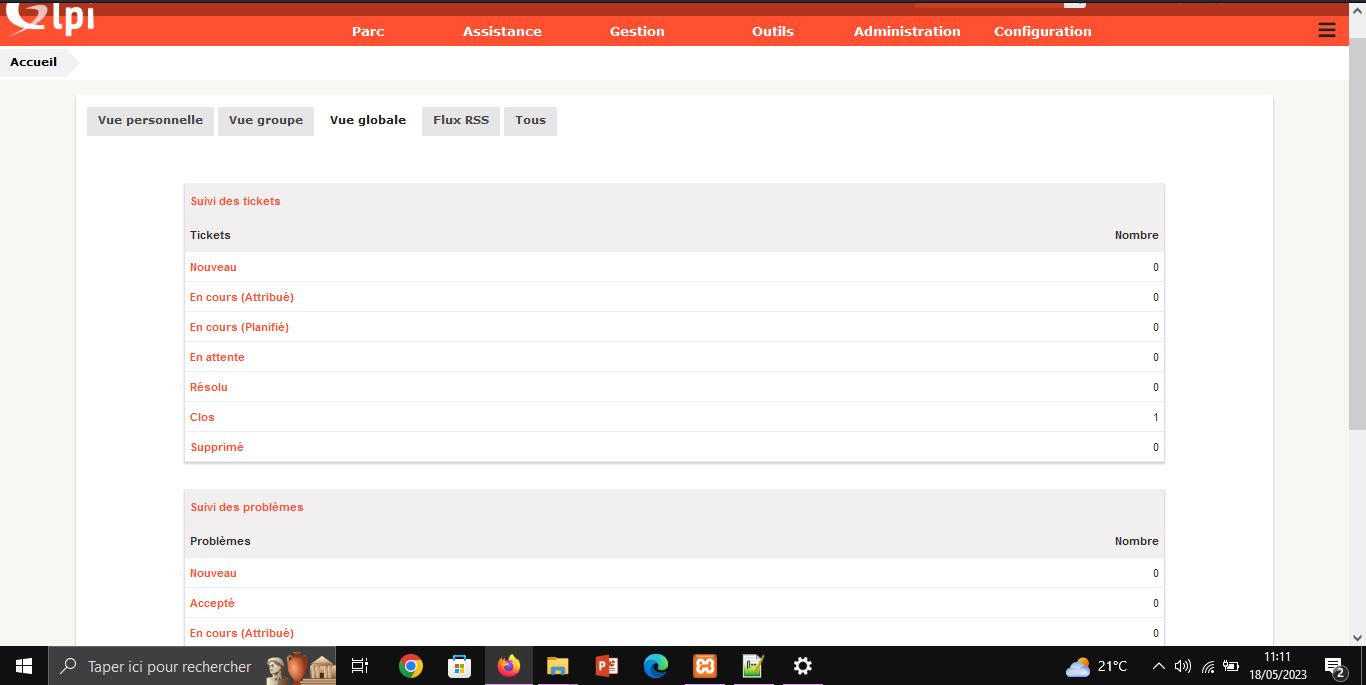 Glpi
Parc Assistance Gestion Outils Administration Configuration
Accueil
Vue personnelle Vue groupe Vue globale Flux RSS Tous
Suivi des tickets
Tickets Nombre
Nouveau 0
En cours (Attribué) 0
En cours (Planifié) 0
En attente 0
Résolu 0
Clos 1
Supprimé 0
Suivi des problèmes
Problèmes Nombre
Nouveau 0
Accepté 0
En cours (Attribué) 0
Taper ici pour rechercher
21°C
11:11
18/05/2023
2